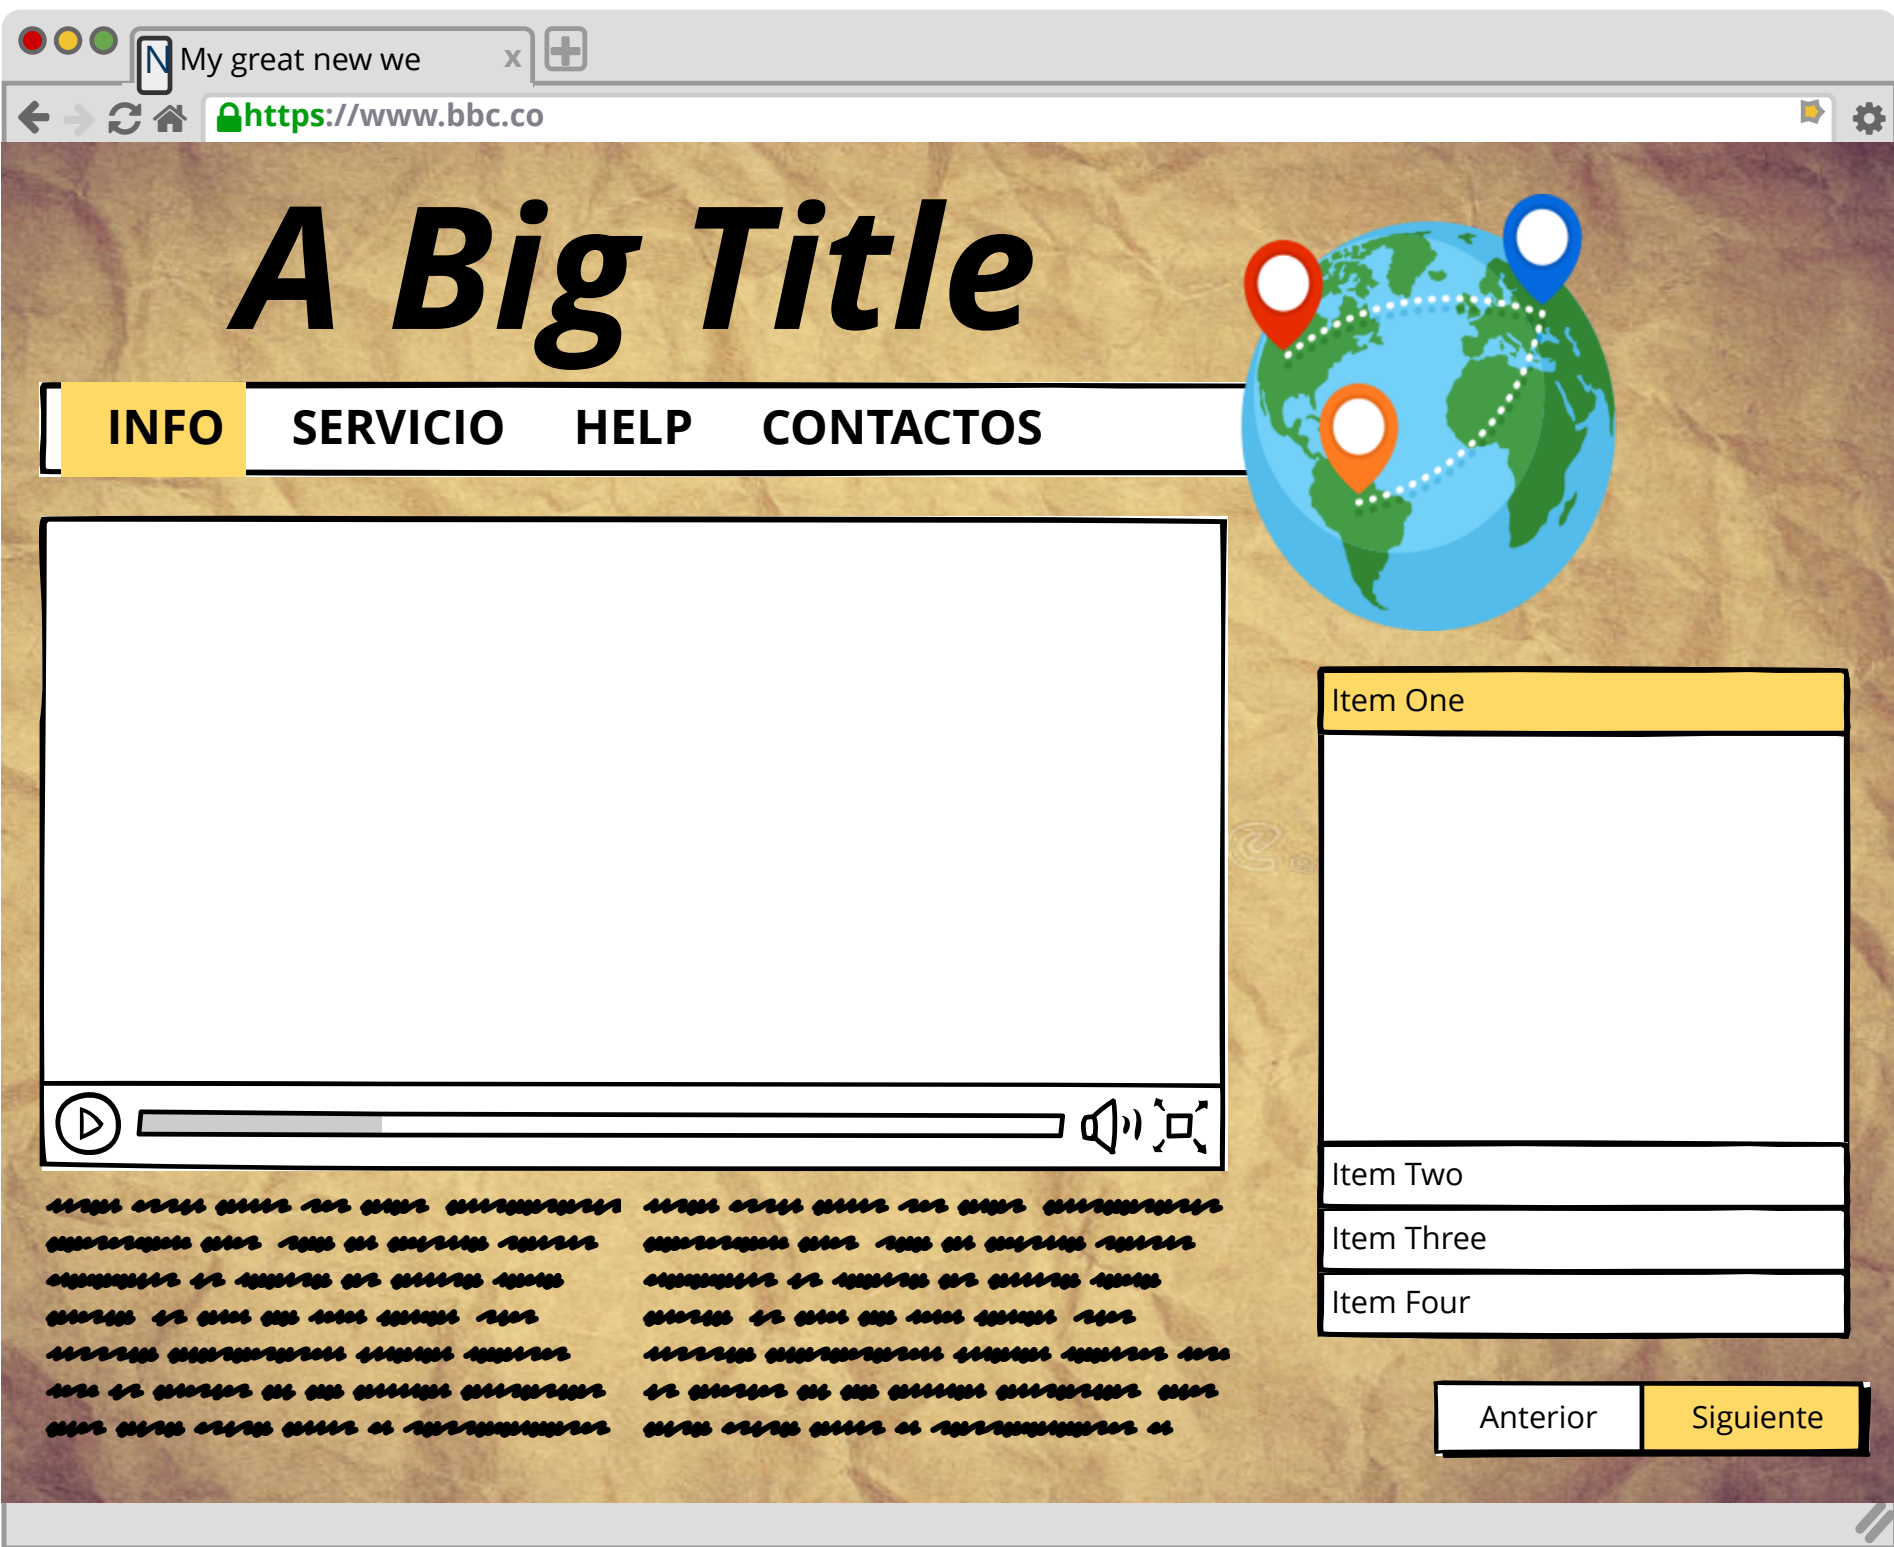 N My great new we x
https://www.bbc.co
A Big Title
INFO SERVICIO HELP CONTACTOS
Item One
Item Two
Item Three
Item Four
Anterior Siguiente